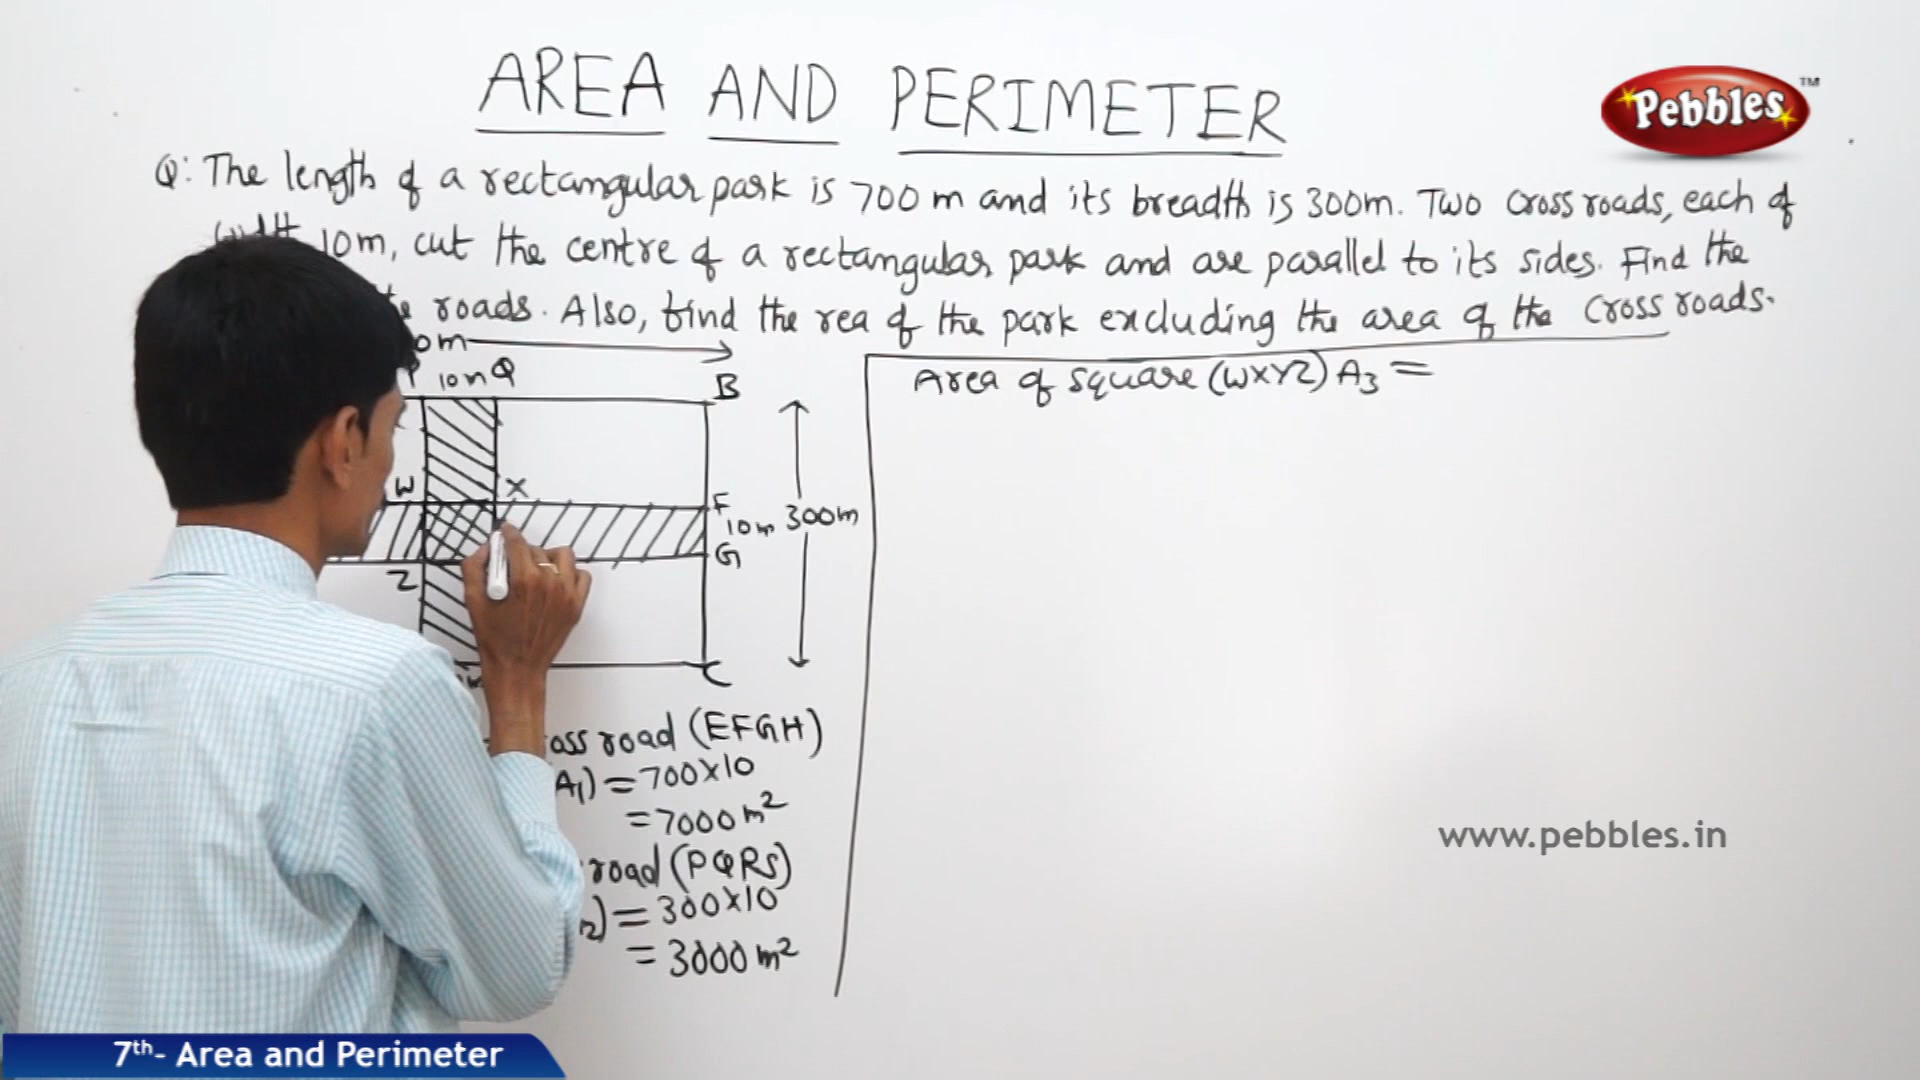 AREA AND PERIMETER
Pebbles TM
Q: The length of a rectangular park is 700 m and its breadth is 300m. Two cross roads, each of
10m, cut the centre of a rectangular park and are parallel to its sides. Find the
roads. Also, find the rea of the park excluding the area of the Cross roads.
Area of square (WXYZ) A3 =
10m Q
B
W X
F
10m 300m
G
Z
C
road (EFGH)
A1) = 700X10
= 7000 m2
road (PQRS)
2) = 300X10
= 3000 m2
www.pebbles.in
7th- Area and Perimeter